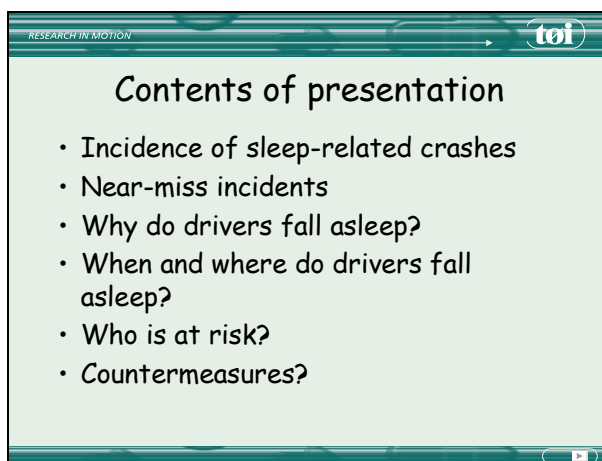 RESEARCH IN MOTION
tøi
Contents of presentation
• Incidence of sleep-related crashes
• Near-miss incidents
• Why do drivers fall asleep?
• When and where do drivers fall
asleep?
• Who is at risk?
• Countermeasures?